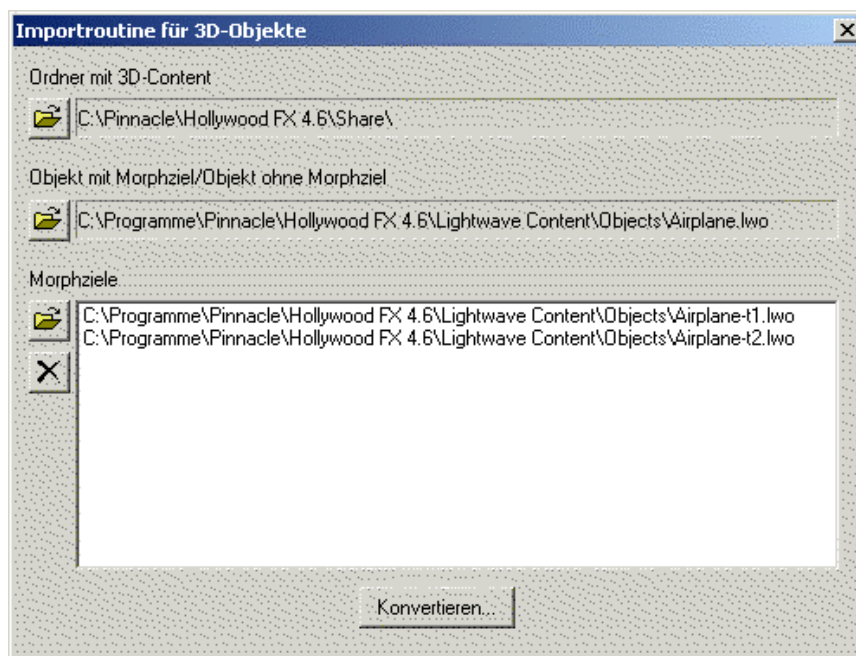 Importroutine für 3D-Objekte
Ordner mit 3D-Content
C:\Pinnacle\Hollywood FX 4.6\Share\
Objekt mit Morphziel/Objekt ohne Morphziel
C:\Programme\Pinnacle\Hollywood FX 4.6\Lightwave Content\Objects\Airplane.lwo
Morphziele
C:\Programme\Pinnacle\Hollywood FX 4.6\Lightwave Content\Objects\Airplane-t1.lwo
C:\Programme\Pinnacle\Hollywood FX 4.6\Lightwave Content\Objects\Airplane-t2.lwo
Konvertieren...